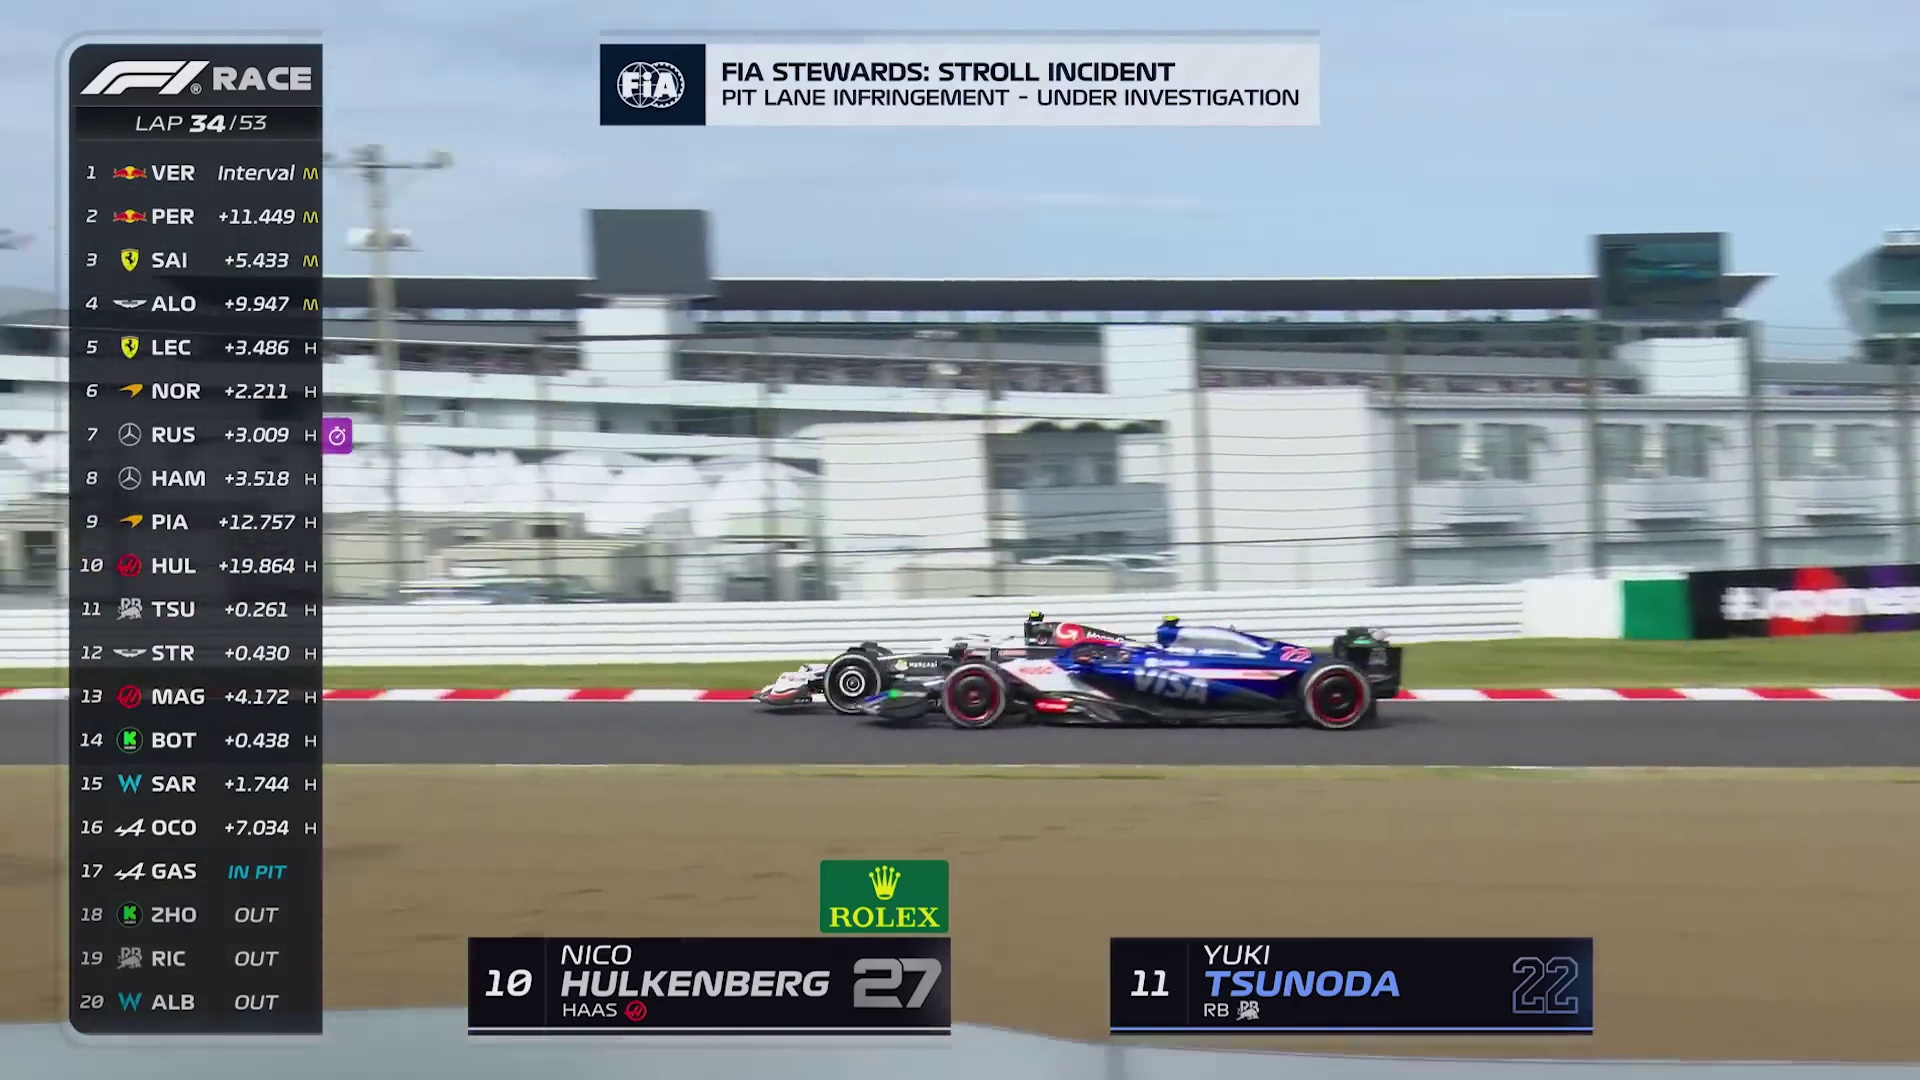 F1 RACE
LAP 34/53
1 VER Interval M
2 PER +11.449 M
3 SAI +5.433 M
4 ALO +9.947 M
5 LEC +3.486 H
6 NOR +2.211 H
7 RUS +3.009 H
8 HAM +3.518 H
9 PIA +12.757 H
10 HUL +19.864 H
11 TSU +0.261 H
12 STR +0.430 H
13 MAG +4.172 H
14 BOT +0.438 H
15 SAR +1.744 H
16 OCO +7.034 H
17 GAS IN PIT
18 ZHO OUT
19 RIC OUT
20 ALB OUT
FIA
FIA STEWARDS: STROLL INCIDENT
PIT LANE INFRINGEMENT - UNDER INVESTIGATION
VISA
HUGO
22
ROLEX
10
NICO
HULKENBERG 27
HAAS
11
YUKI
TSUNODA 22
RB